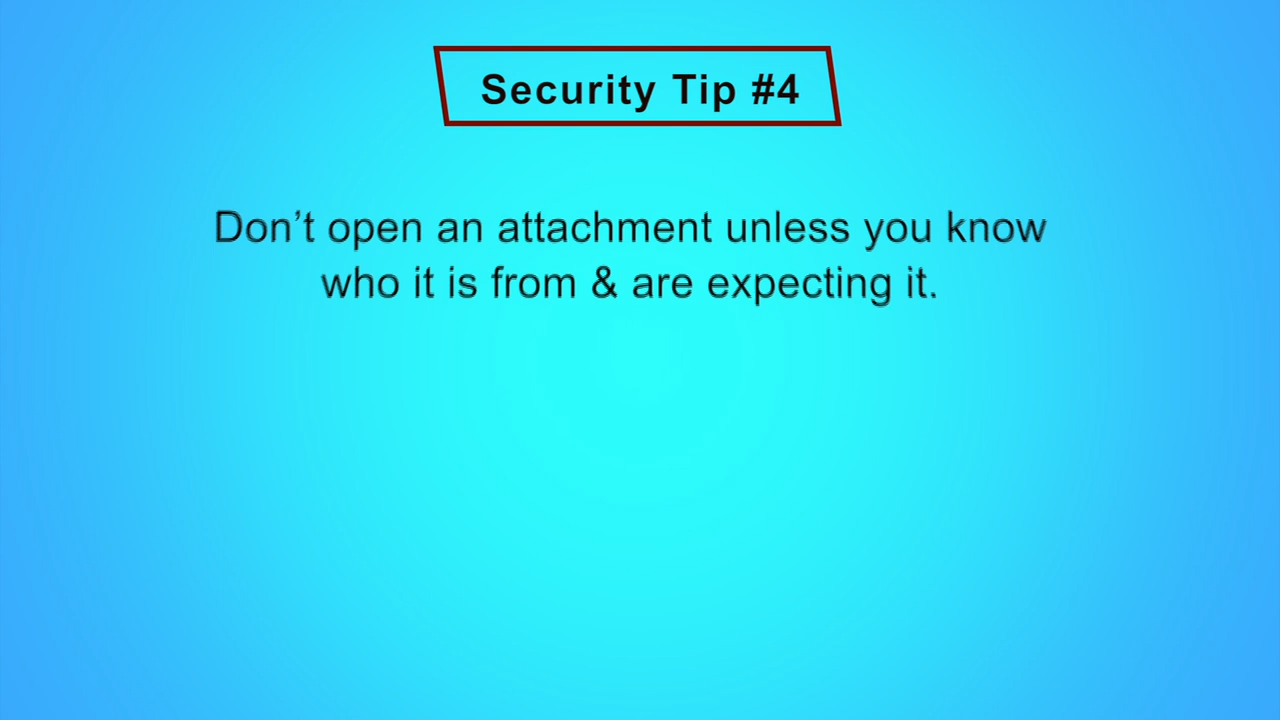 Security Tip #4
Don’t open an attachment unless you know
who it is from & are expecting it.